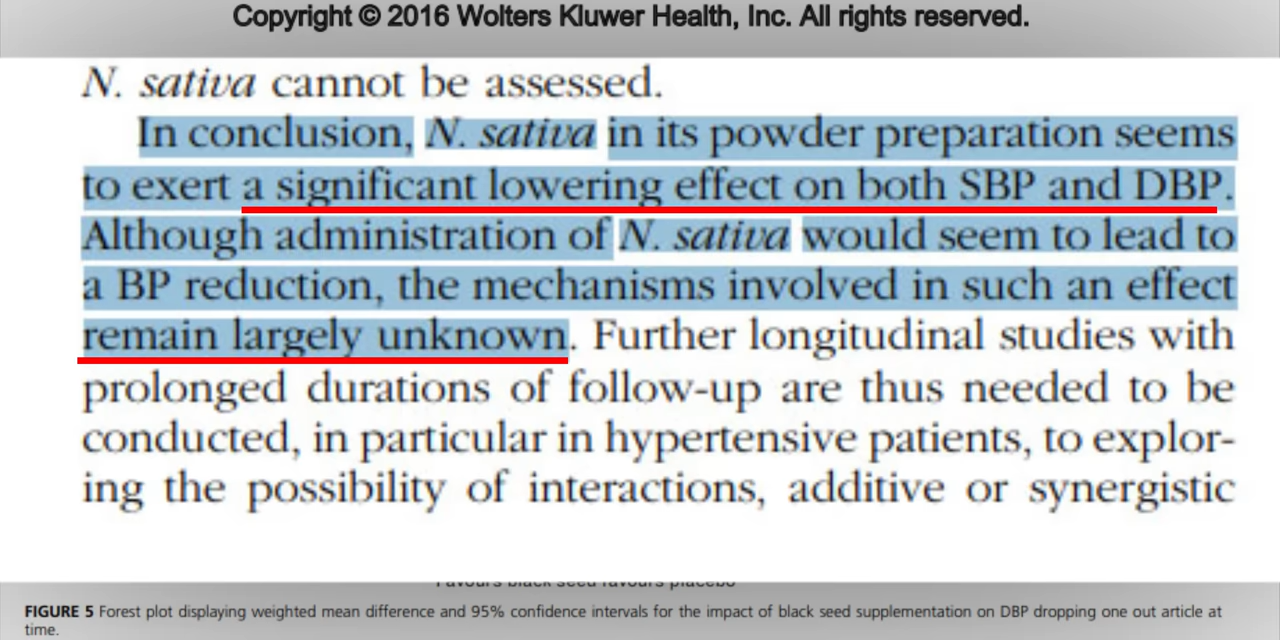 Copyright © 2016 Wolters Kluwer Health, Inc. All rights reserved.
N. sativa cannot be assessed.
In conclusion, N. sativa in its powder preparation seems
to exert a significant lowering effect on both SBP and DBP.
Although administration of N. sativa would seem to lead to
a BP reduction, the mechanisms involved in such an effect
remain largely unknown. Further longitudinal studies with
prolonged durations of follow-up are thus needed to be
conducted, in particular in hypertensive patients, to explor-
ing the possibility of interactions, additive or synergistic
Favours black seed favours placebo
FIGURE 5 Forest plot displaying weighted mean difference and 95% confidence intervals for the impact of black seed supplementation on DBP dropping one out article at
time.